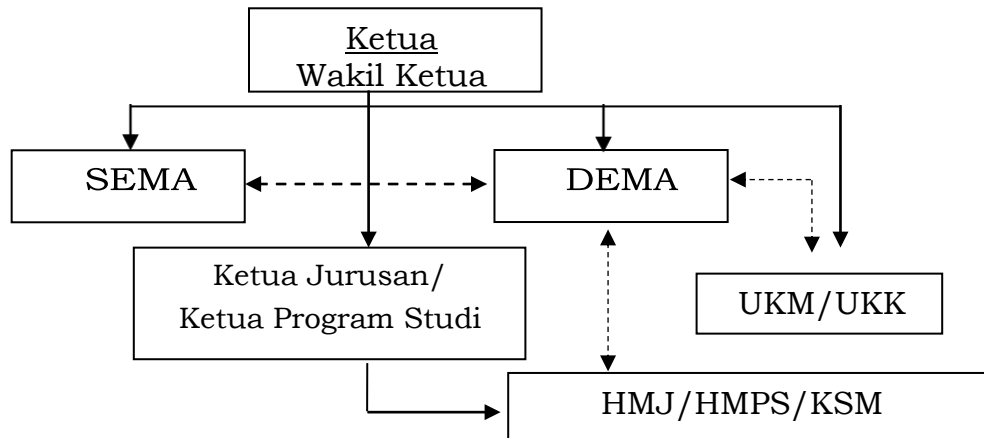 Ketua
Wakil Ketua
SEMA
DEMA
Ketua Jurusan/
Ketua Program Studi
UKM/UKK
HMJ/HMPS/KSM